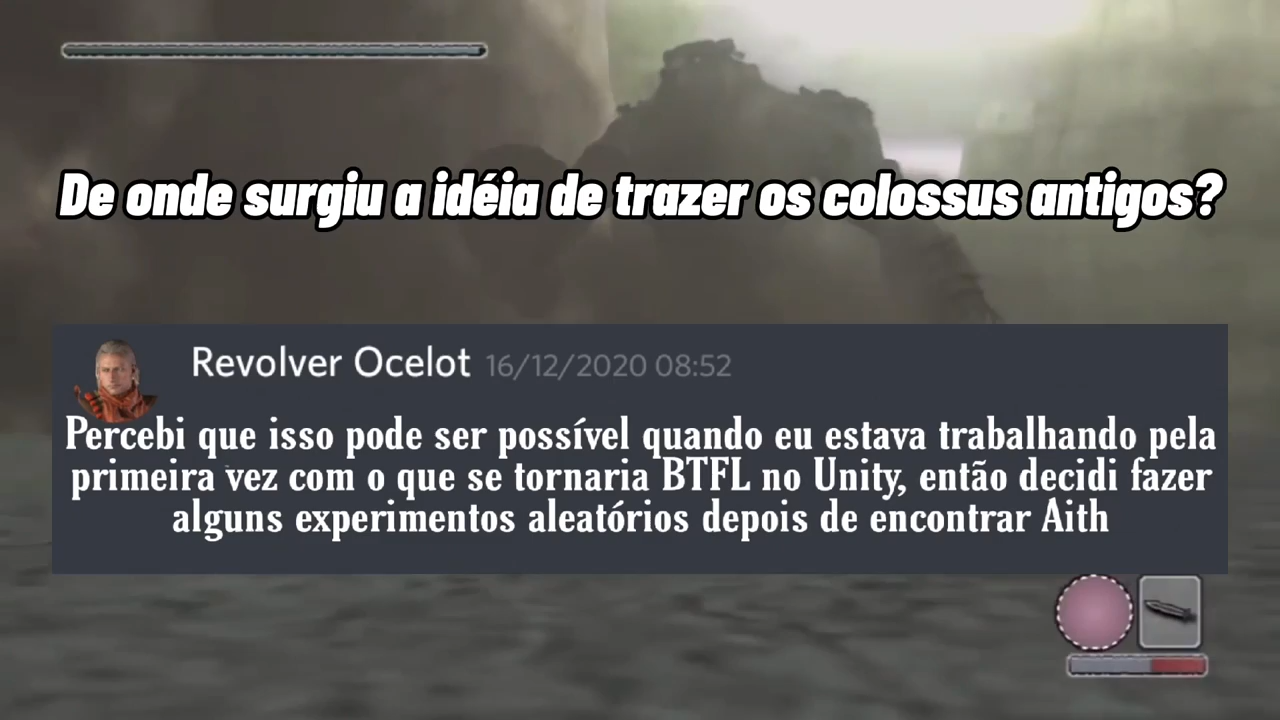 De onde surgiu a idéia de trazer os colossus antigos?
Revolver Ocelot 16/12/2020 08:52
Percebi que isso pode ser possível quando eu estava trabalhando pela
primeira vez com o que se tornaria BTFL no Unity, então decidi fazer
alguns experimentos aleatórios depois de encontrar Aith